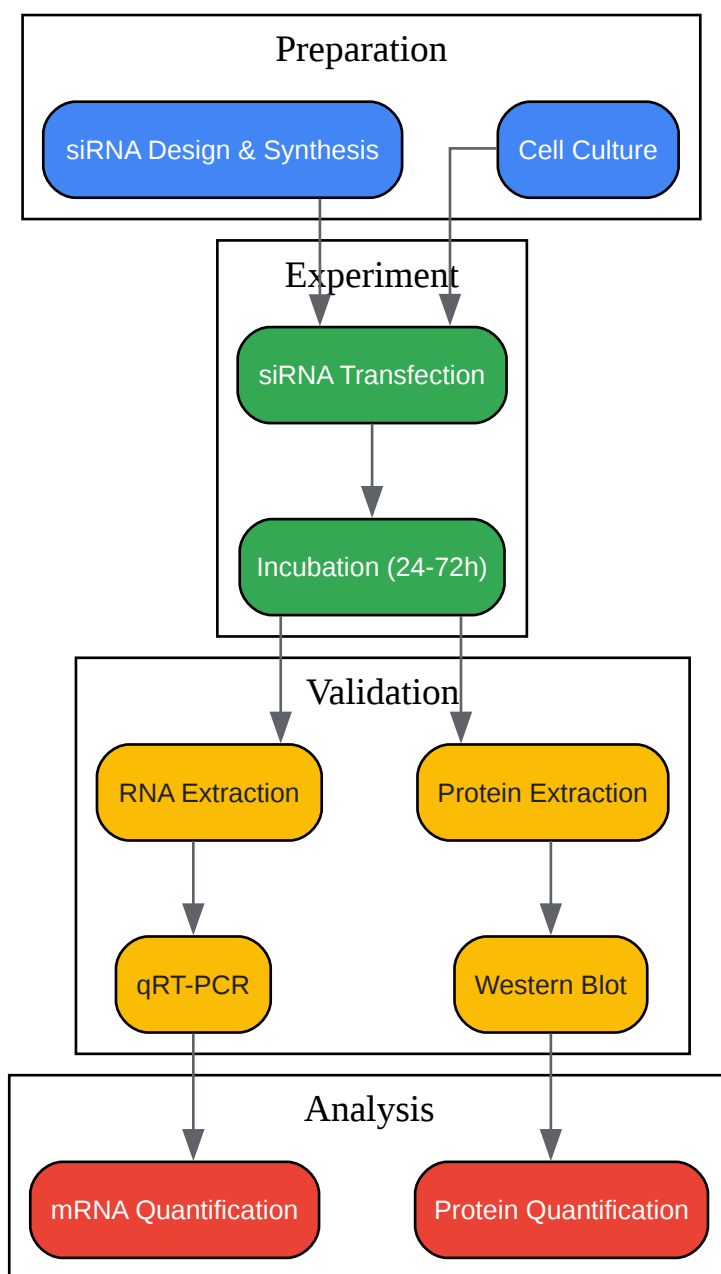 Preparation
siRNA Design & Synthesis
Cell Culture
Experiment
siRNA Transfection
Incubation (24-72h)
Validation
RNA Extraction
Protein Extraction
qRT-PCR
Western Blot
Analysis
mRNA Quantification
Protein Quantification